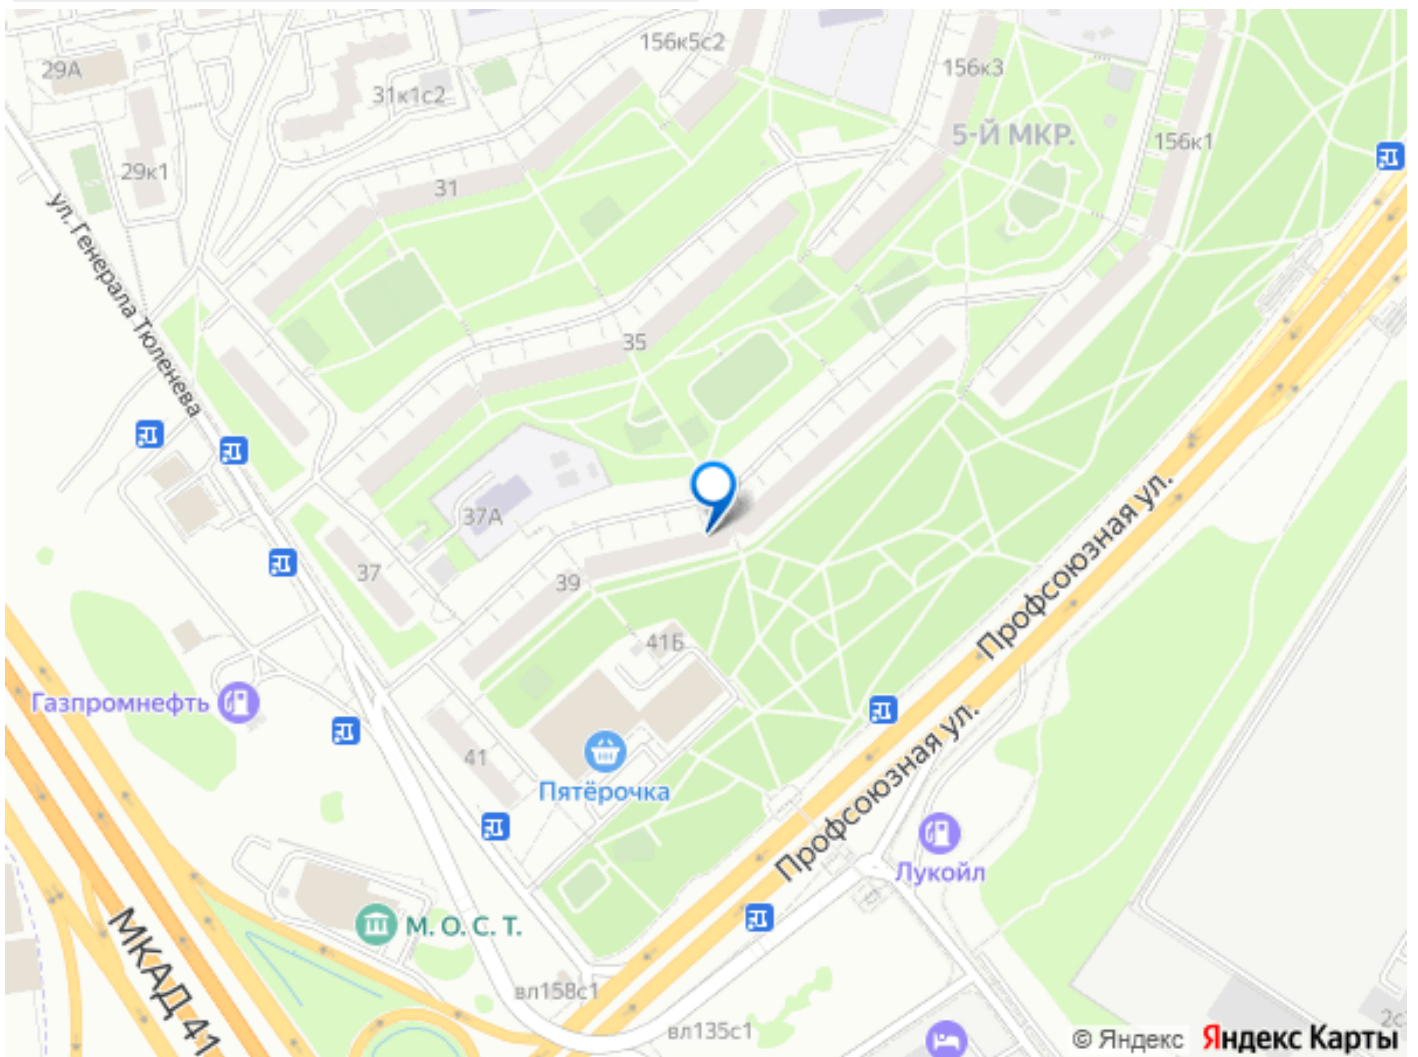 156к5с2
29А
156к3
31к1с2
5-Й МКР.
156к1
29к1
31
ул. Генерала Тюленева
35
37А
Профсоюзная ул.
37
39
41Б
Газпромнефть
Профсоюзная ул.
41
Пятёрочка
Лукойл
МКАД 41
М. О. С. Т.
вл158с1
вл135с1
2с
© Яндекс Яндекс Карты